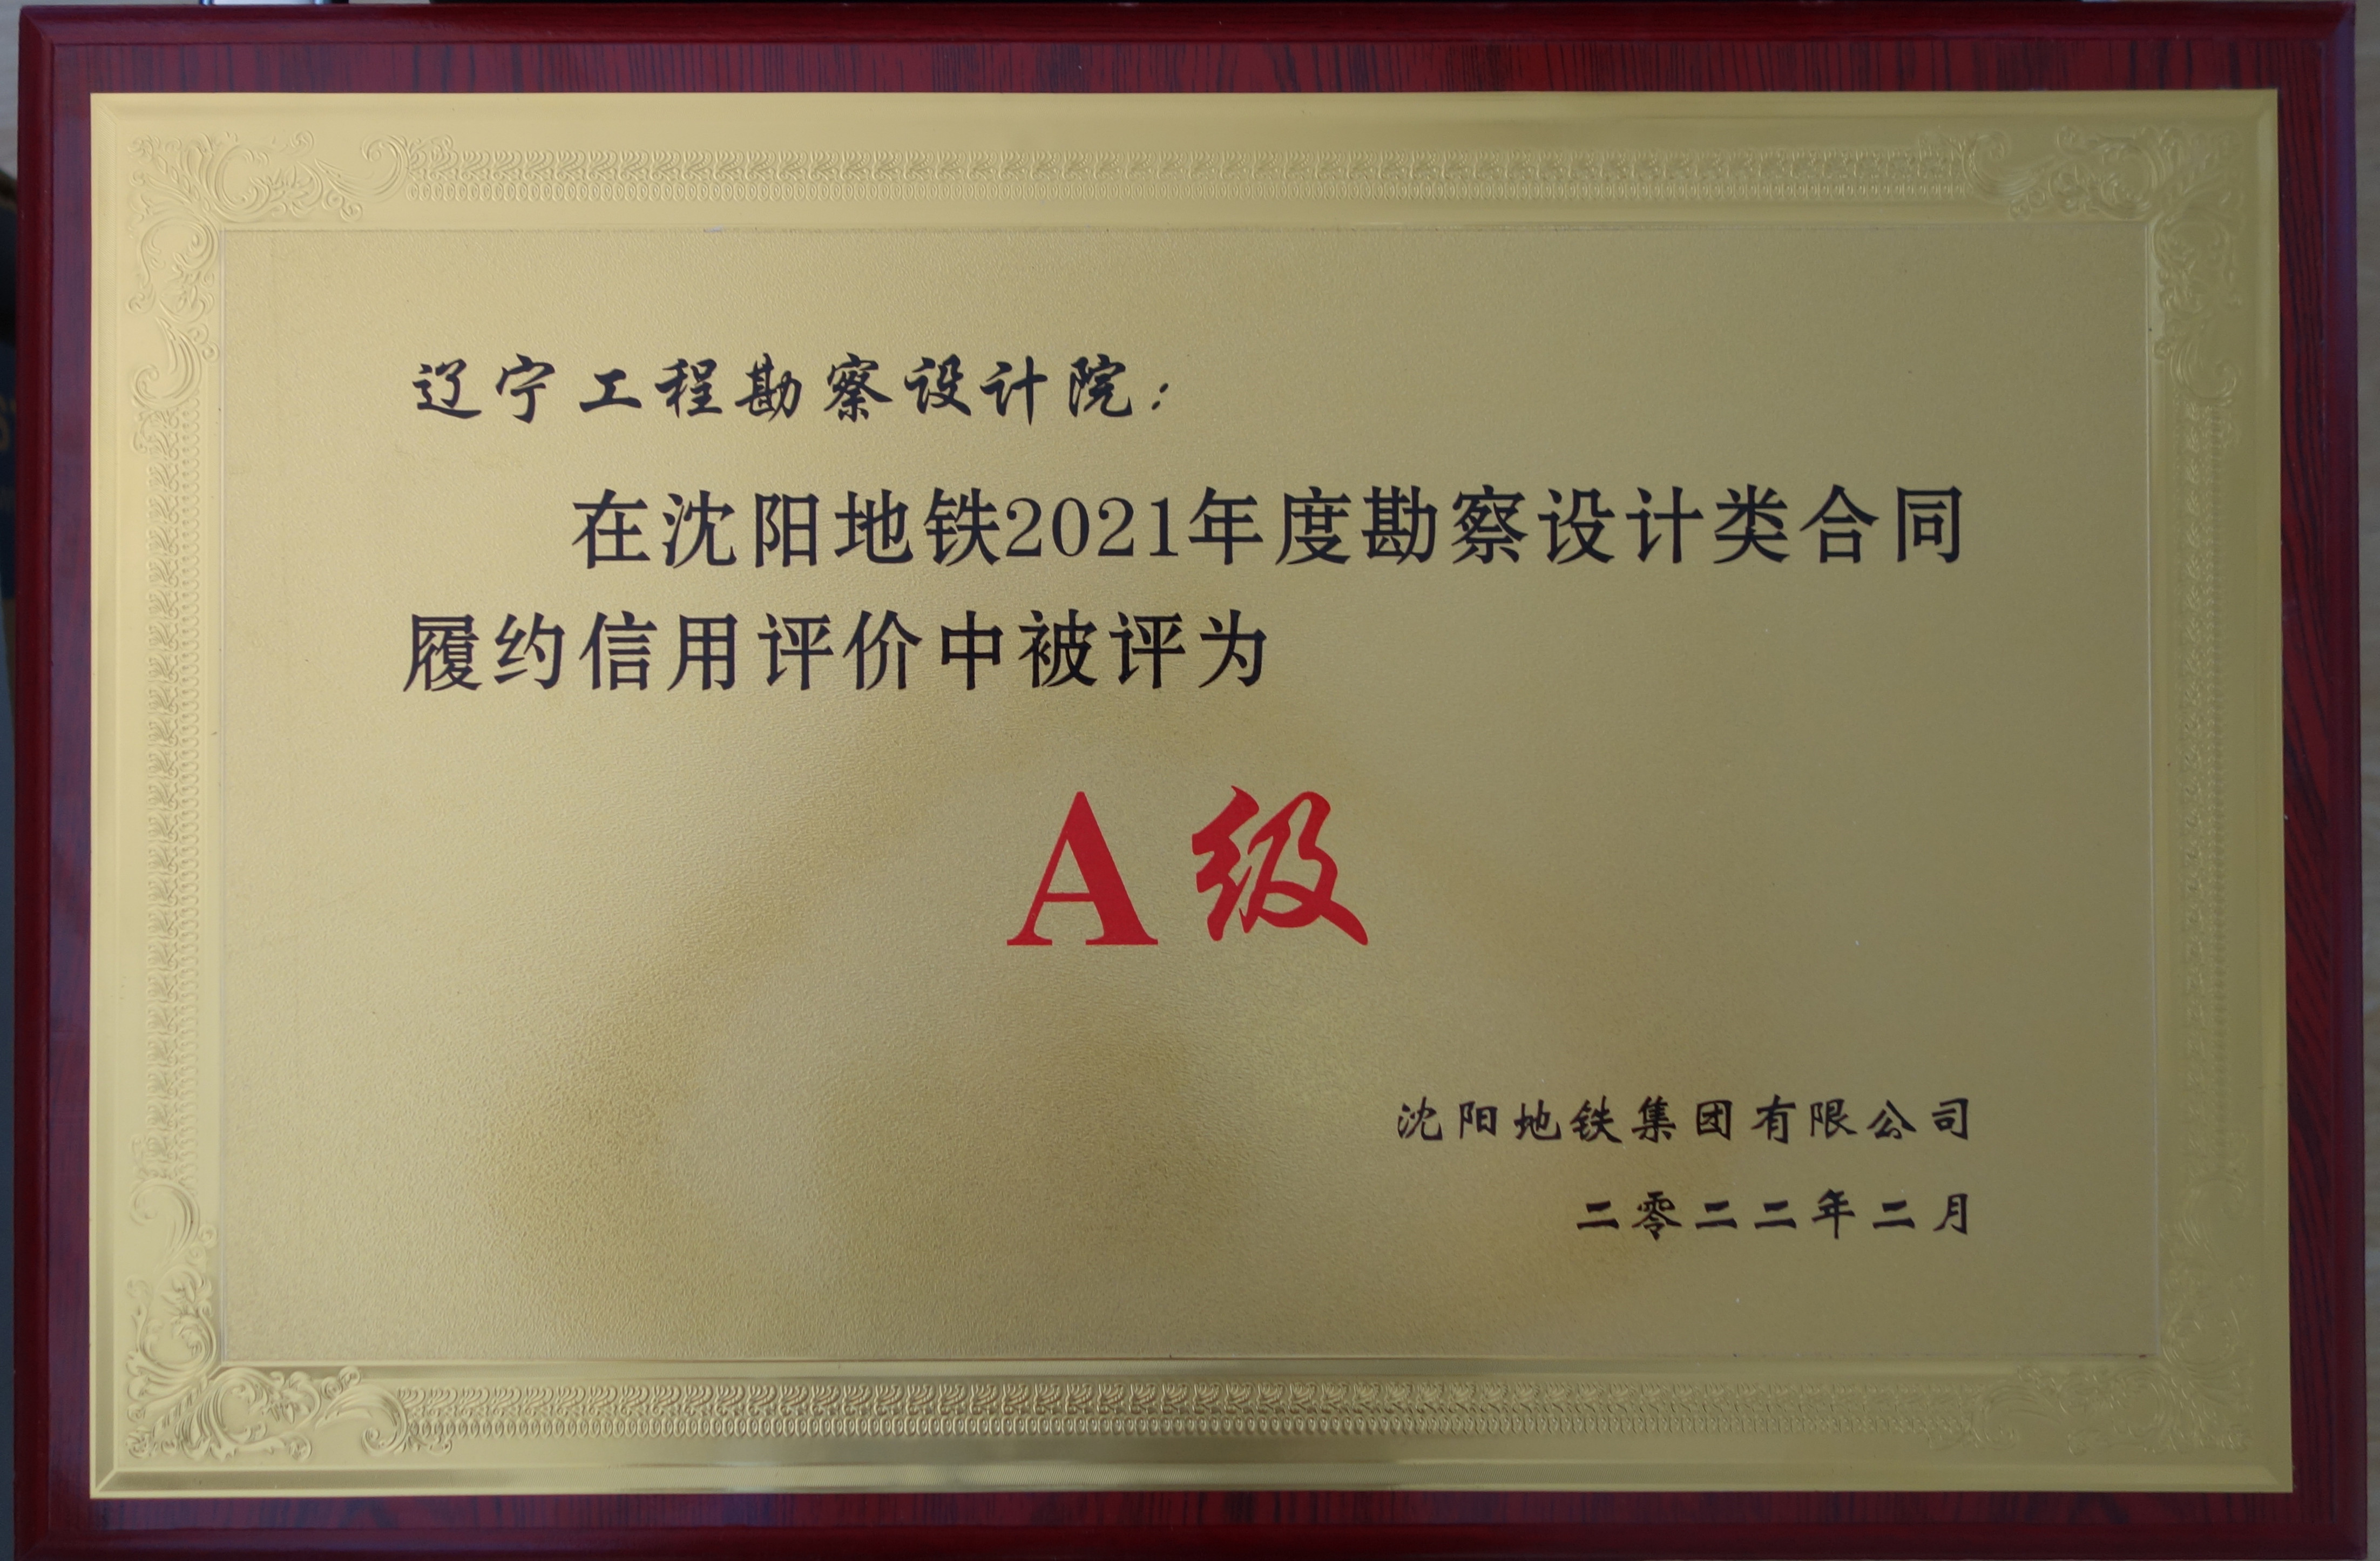 辽宁工程勘察设计院：
在沈阳地铁2021年度勘察设计类合同
履约信用评价中被评为
A级
沈阳地铁集团有限公司
二零二二年二月